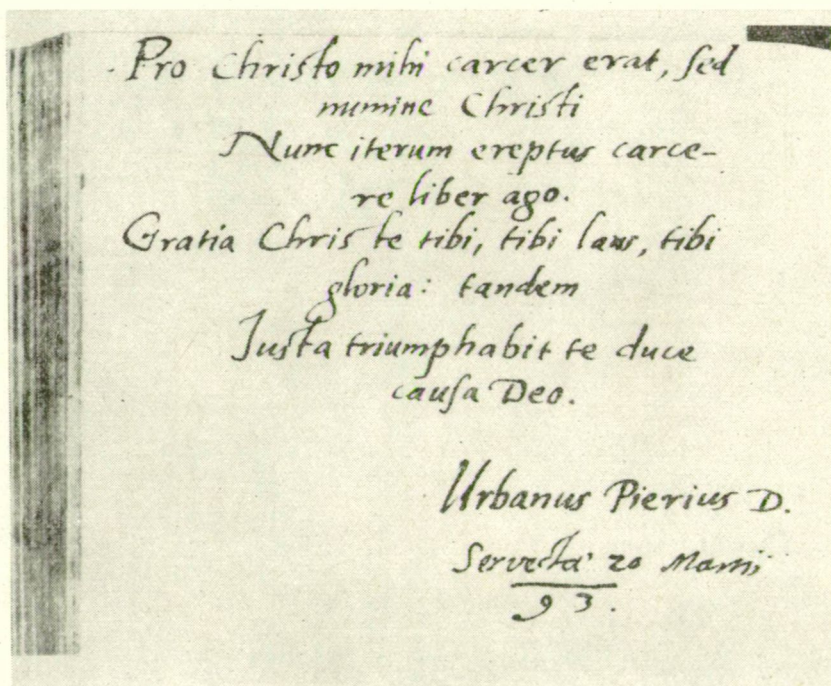 Pro Christo mihi carcer erat, sed
numine Christi
Nunc iterum ereptus carce-
re liber ago.
Gratia Christe tibi, tibi laus, tibi
gloria: tandem
Justa triumphabit te duce
causa Deo.
Urbanus Pierius D.
Servestae 20 Martii
93.